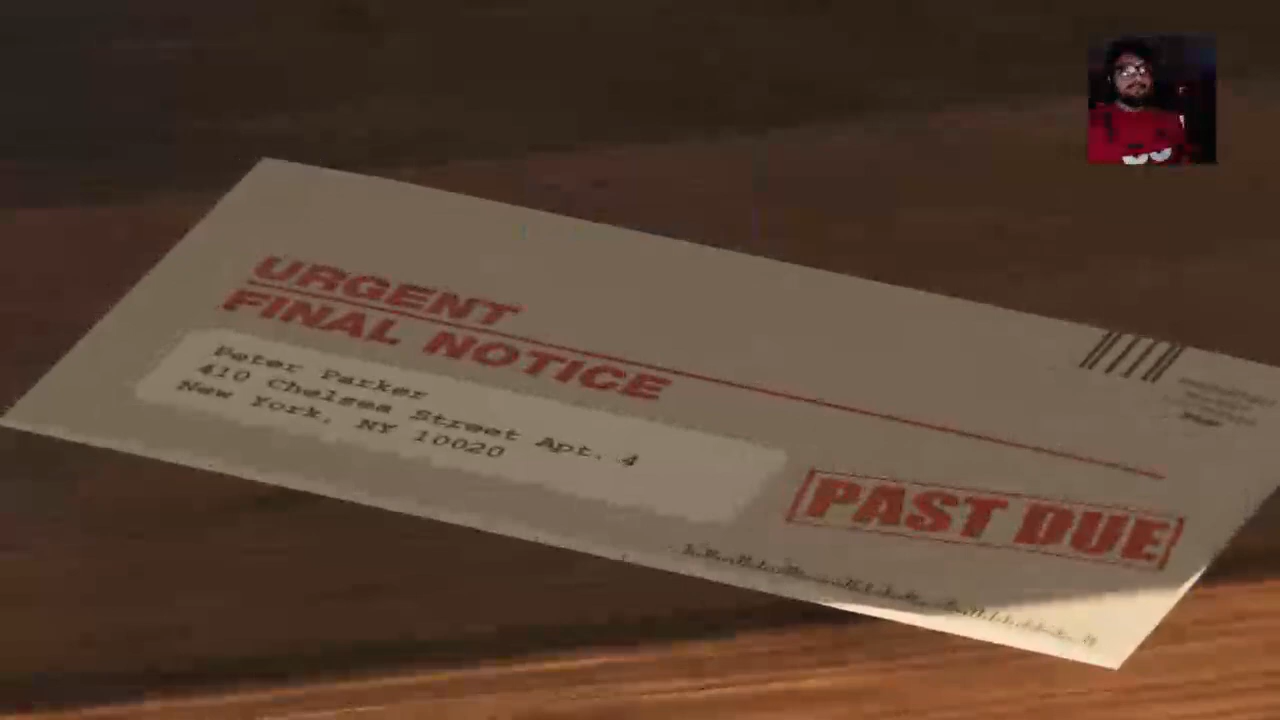 URGENT
FINAL NOTICE
Peter Parker
410 Chelsea Street Apt. 4
New York, NY 10020
PAST DUE